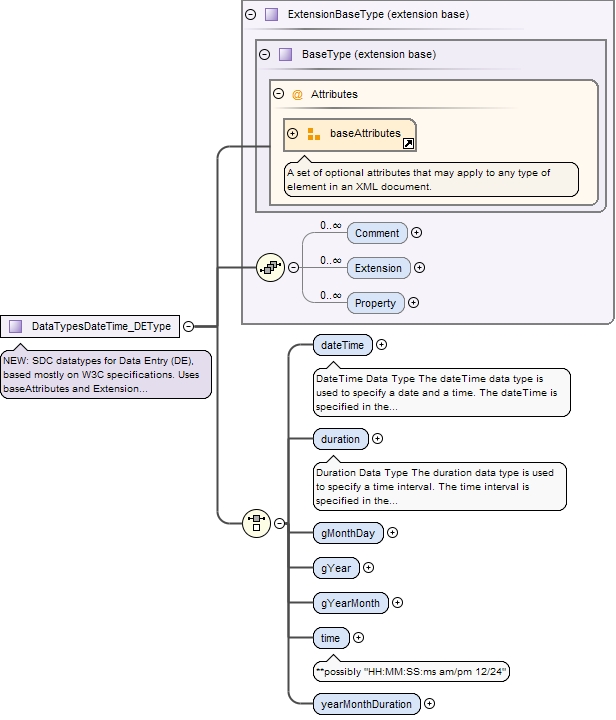 ExtensionBaseType (extension base)
BaseType (extension base)
@ Attributes
baseAttributes
A set of optional attributes that may apply to any type of
element in an XML document.
0..∞
Comment
0..∞
Extension
0..∞
Property
DataTypesDateTime_DEType
NEW: SDC datatypes for Data Entry (DE),
based mostly on W3C specifications. Uses
baseAttributes and Extension...
dateTime
DateTime Data Type The dateTime data type is
used to specify a date and a time. The dateTime is
specified in the...
duration
Duration Data Type The duration data type is used
to specify a time interval. The time interval is
specified in the...
gMonthDay
gYear
gYearMonth
time
**possibly "HH:MM:SS:ms am/pm 12/24"
yearMonthDuration